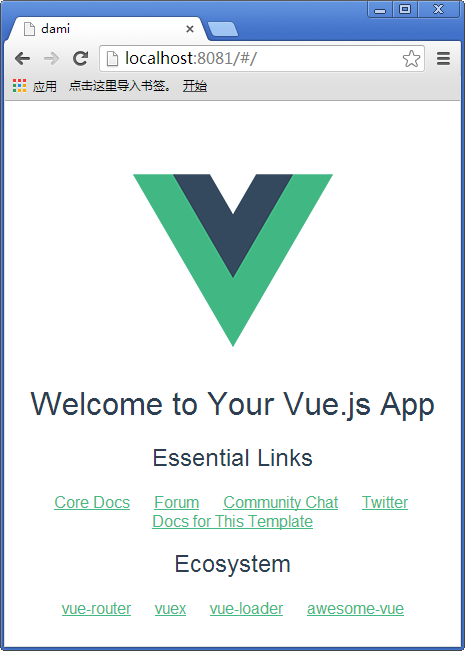 dami
localhost:8081/#/
应用 点击这里导入书签。 开始
Welcome to Your Vue.js App
Essential Links
Core Docs Forum Community Chat Twitter
Docs for This Template
Ecosystem
vue-router vuex vue-loader awesome-vue